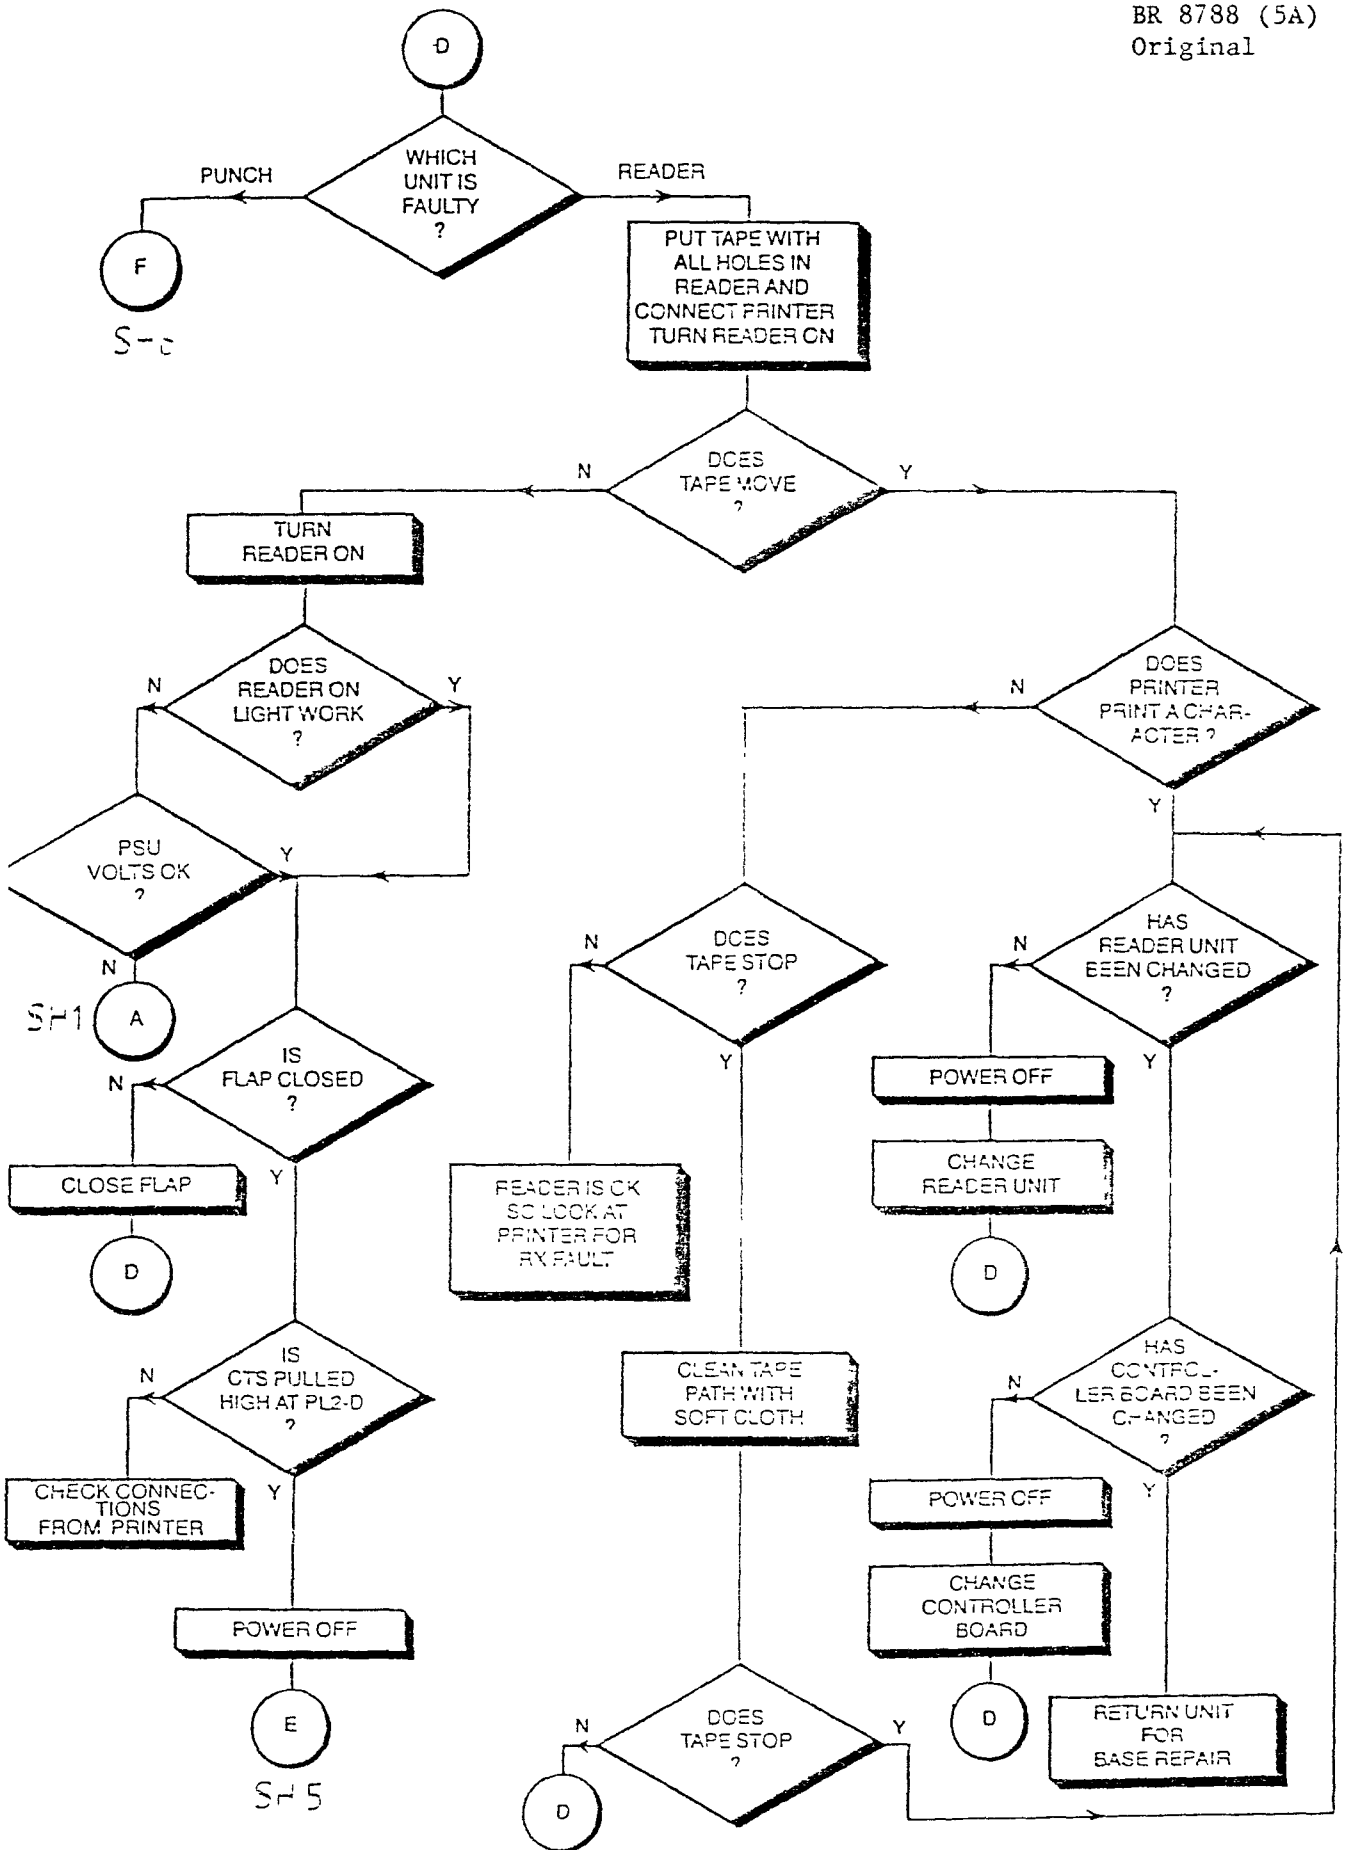 BR 8788 (5A)
Original
D
WHICH
UNIT IS
FAULTY
?
PUNCH
READER
F
PUT TAPE WITH
ALL HOLES IN
READER AND
CONNECT PRINTER
TURN READER ON
DOES
TAPE MOVE
?
N
Y
TURN
READER ON
DOES
READER ON
LIGHT WORK
?
N
Y
DOES
PRINTER
PRINT A CHAR-
ACTER ?
N
Y
PSU
VOLTS OK
?
Y
N
SH1
A
DOES
TAPE STOP
?
N
Y
HAS
READER UNIT
BEEN CHANGED
?
N
Y
IS
FLAP CLOSED
?
N
Y
POWER OFF
CHANGE
READER UNIT
D
CLOSE FLAP
D
READER IS OK
SO LOOK AT
PRINTER FOR
RX FAULT
IS
CTS PULLED
HIGH AT PL2-D
?
N
Y
CLEAN TAPE
PATH WITH
SOFT CLOTH
HAS
CONTROL-
LER BOARD BEEN
CHANGED
?
N
Y
CHECK CONNEC-
TIONS
FROM PRINTER
POWER OFF
CHANGE
CONTROLLER
BOARD
D
POWER OFF
E
SH5
DOES
TAPE STOP
?
N
Y
D
RETURN UNIT
FOR
BASE REPAIR